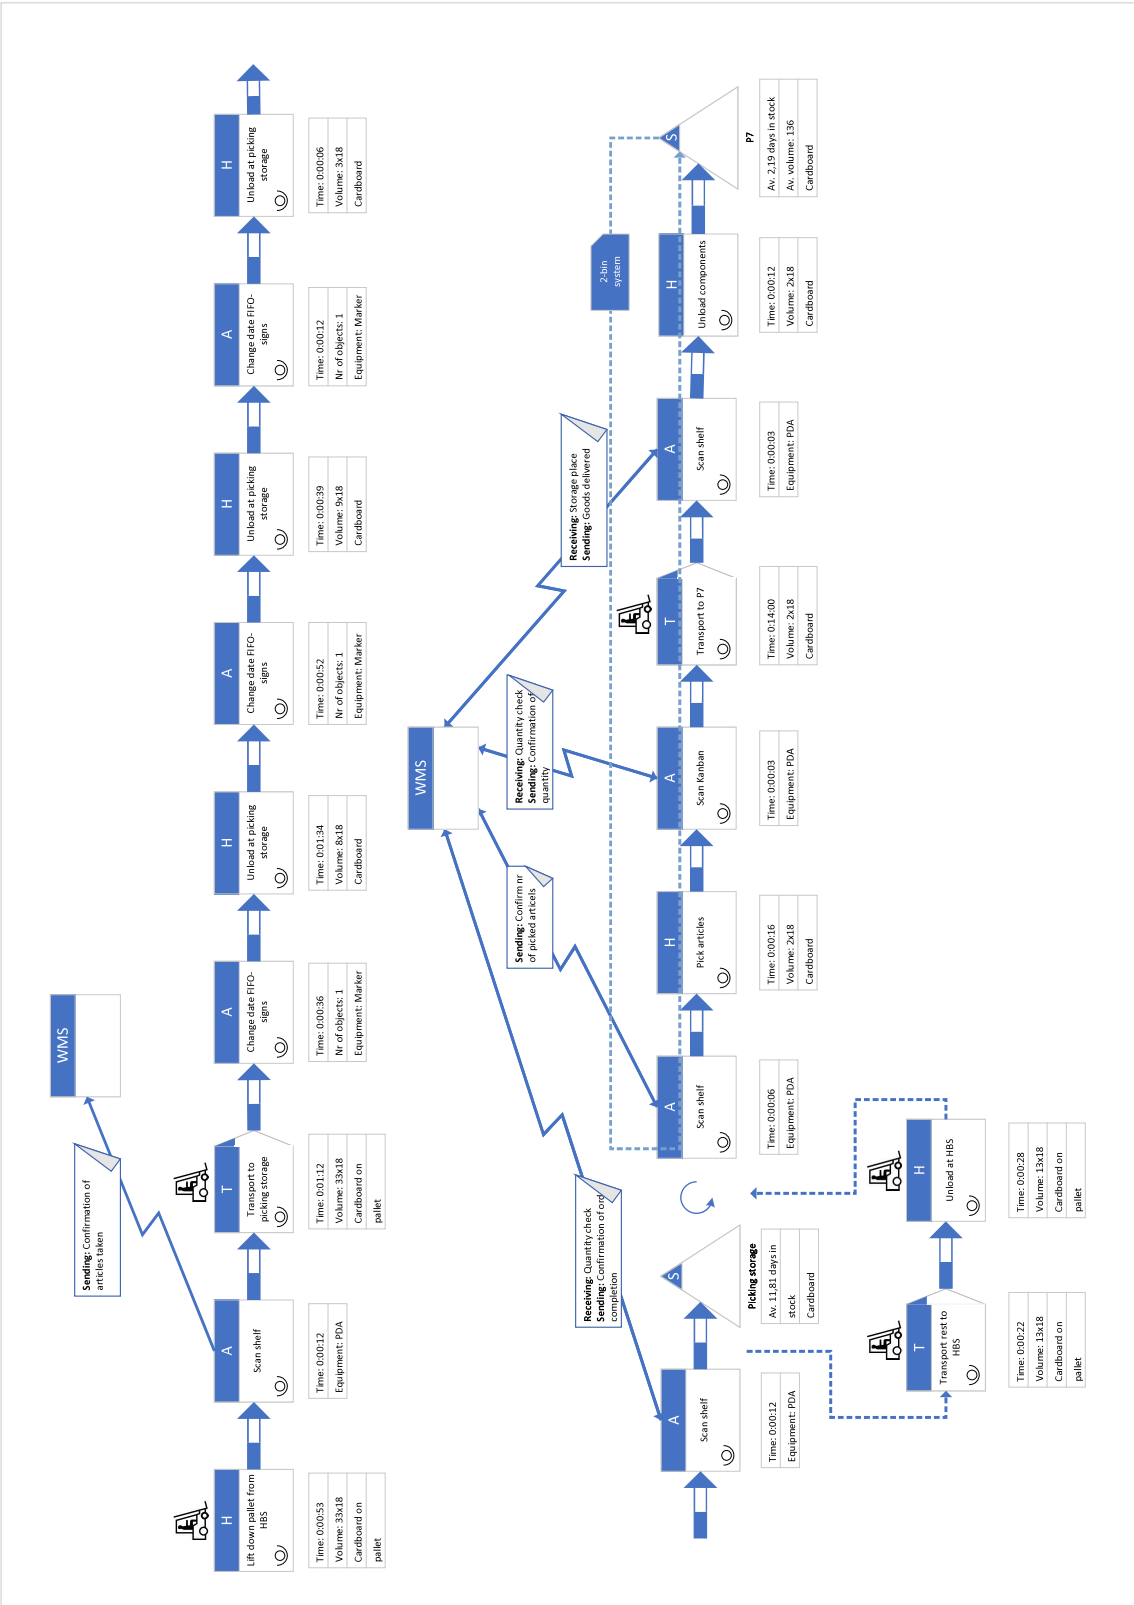 WMS
Sending: Confirmation of
articles taken
H
Lift down pallet from
HBS
Time: 0:00:53
Volume: 33x18
Cardboard on
pallet
A
Scan shelf
Time: 0:00:12
Equipment: PDA
T
Transport to
picking storage
Time: 0:01:12
Volume: 33x18
Cardboard on
pallet
A
Change date FIFO-
signs
Time: 0:00:36
Nr of objects: 1
Equipment: Marker
H
Unload at picking
storage
Time: 0:01:34
Volume: 8x18
Cardboard
A
Change date FIFO-
signs
Time: 0:00:52
Nr of objects: 1
Equipment: Marker
H
Unload at picking
storage
Time: 0:00:39
Volume: 9x18
Cardboard
A
Change date FIFO-
signs
Time: 0:00:12
Nr of objects: 1
Equipment: Marker
H
Unload at picking
storage
Time: 0:00:06
Volume: 3x18
Cardboard
WMS
Receiving: Quantity check
Sending: Confirmation of ord
completion
Sending: Confirm nr
of picked articels
Receiving: Quantity check
Sending: Confirmation of
quantity
Receiving: Storage place
Sending: Goods delivered
2-bin
system
A
Scan shelf
Time: 0:00:12
Equipment: PDA
S
Picking storage
Av. 11,81 days in
stock
Cardboard
A
Scan shelf
Time: 0:00:06
Equipment: PDA
H
Pick articles
Time: 0:00:16
Volume: 2x18
Cardboard
A
Scan Kanban
Time: 0:00:03
Equipment: PDA
T
Transport to P7
Time: 0:14:00
Volume: 2x18
Cardboard
A
Scan shelf
Time: 0:00:03
Equipment: PDA
H
Unload components
Time: 0:00:12
Volume: 2x18
Cardboard
S
P7
Av. 2,19 days in stock
Av. volume: 136
Cardboard
T
Transport rest to
HBS
Time: 0:00:22
Volume: 13x18
Cardboard on
pallet
H
Unload at HBS
Time: 0:00:28
Volume: 13x18
Cardboard on
pallet